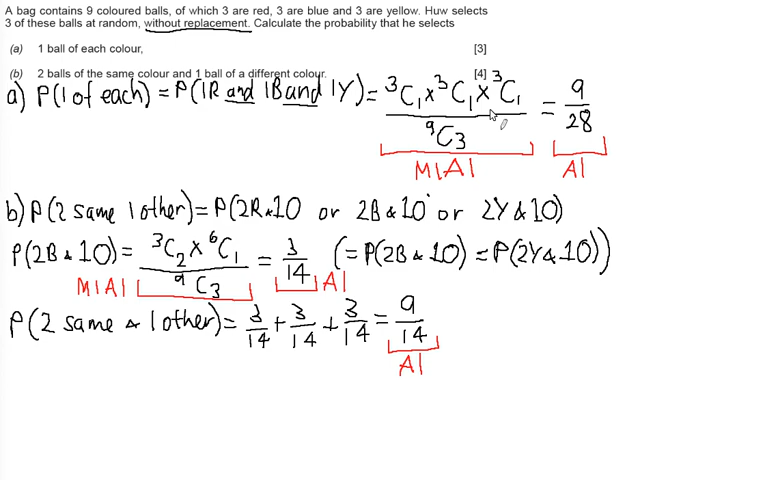 A bag contains 9 coloured balls, of which 3 are red, 3 are blue and 3 are yellow. Huw selects
3 of these balls at random, without replacement. Calculate the probability that he selects
(a) 1 ball of each colour, [3]
(b) 2 balls of the same colour and 1 ball of a different colour. [4]
a) P(1 of each) = P(1R and 1B and 1Y) = ³C₁ x ³C₁ x ³C₁ / ⁹C₃ = 9/28
M1A1 A1
b) P(2 same 1 other) = P(2R & 1O or 2B & 1O or 2Y & 1O)
P(2B & 1O) = ³C₂ x ⁶C₁ / ⁹C₃ = 3/14 (= P(2B & 1O) = P(2Y & 1O))
M1A1 A1
P(2 same & 1 other) = 3/14 + 3/14 + 3/14 = 9/14
A1